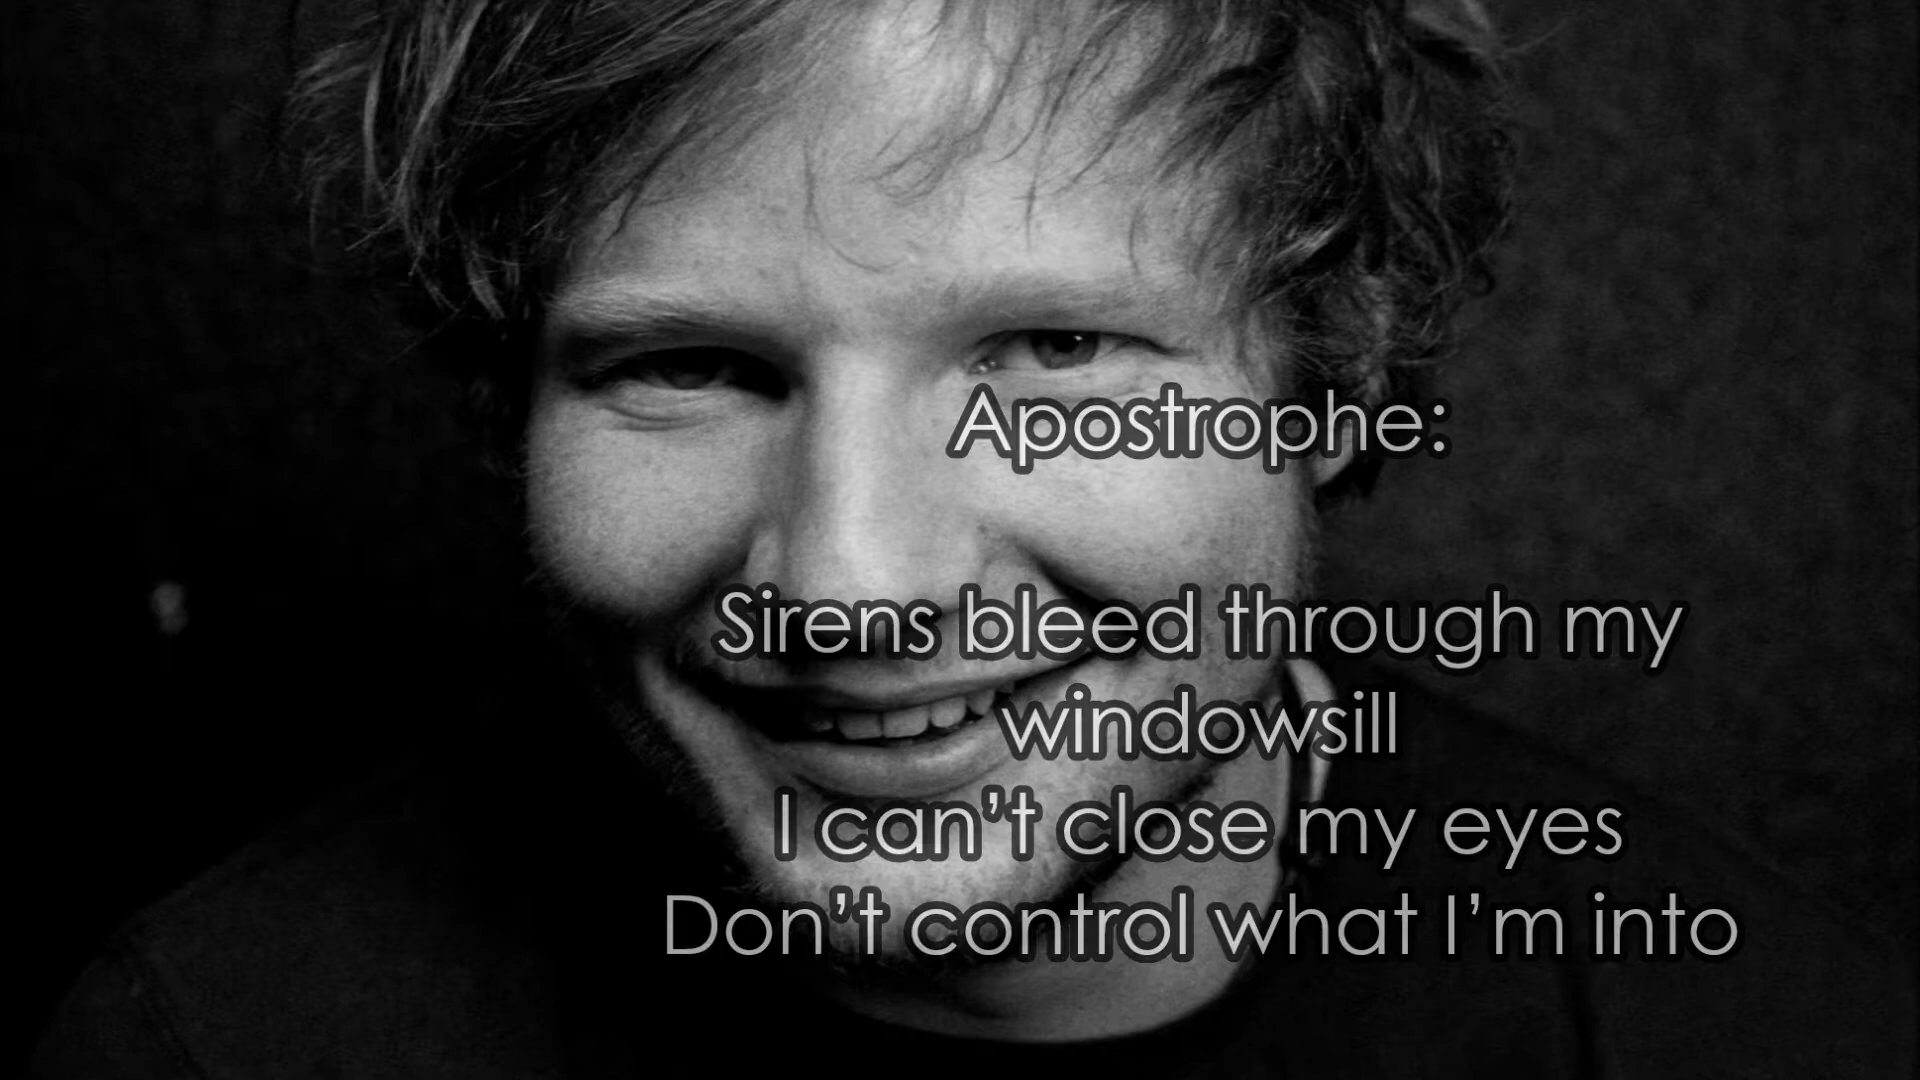 Apostrophe:
Sirens bleed through my
windowsill
I can’t close my eyes
Don’t control what I’m into